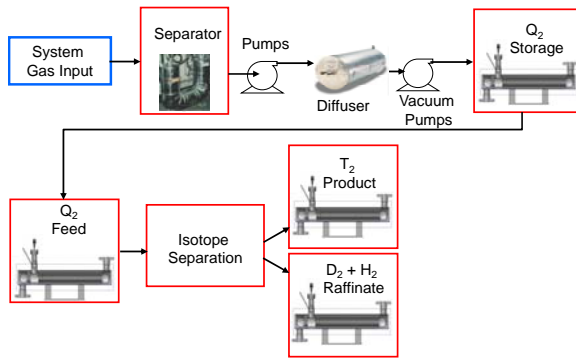 System
Gas Input
Separator
Pumps
Diffuser
Vacuum
Pumps
Q₂
Storage
Q₂
Feed
Isotope
Separation
T₂
Product
D₂ + H₂
Raffinate